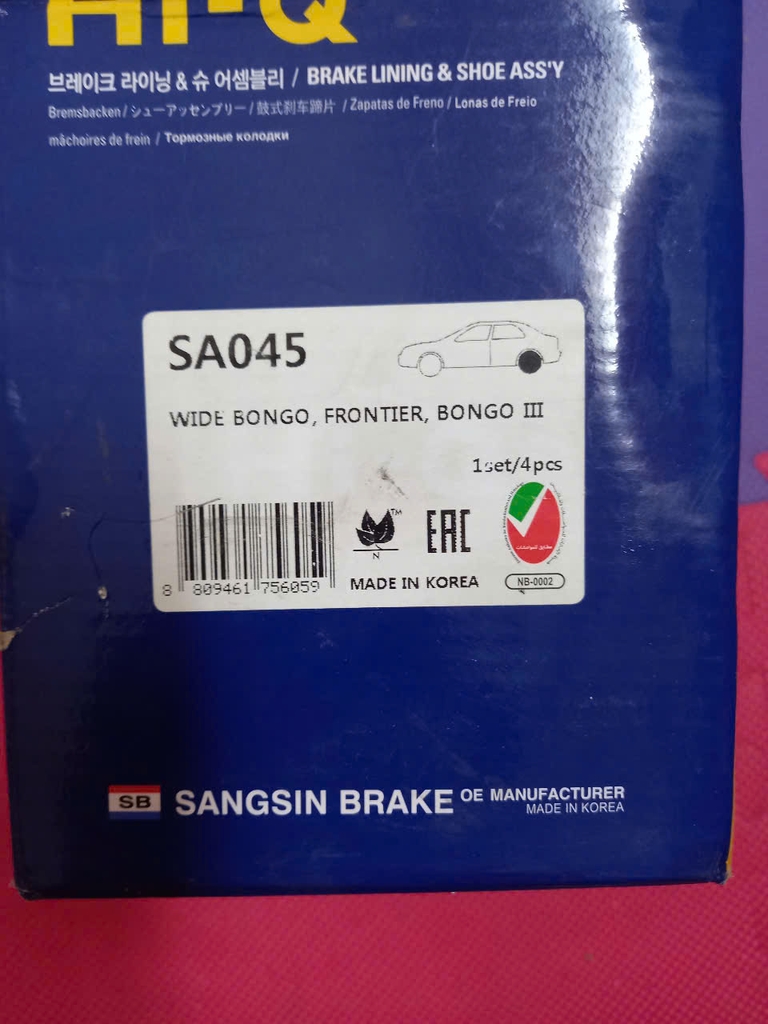 HI-Q
브레이크 라이닝 & 슈 어셈블리 / BRAKE LINING & SHOE ASS'Y
Bremsbacken / シューアッセンブリー / 鼓式刹车蹄片 / Zapatas de Freno / Lonas de Freio
mâchoires de frein / Тормозные колодки
SA045
WIDE BONGO, FRONTIER, BONGO III
1set/4pcs
TM
N
EAC
8 809461 756059
MADE IN KOREA
NB-0002
SB SANGSIN BRAKE OE MANUFACTURER
MADE IN KOREA